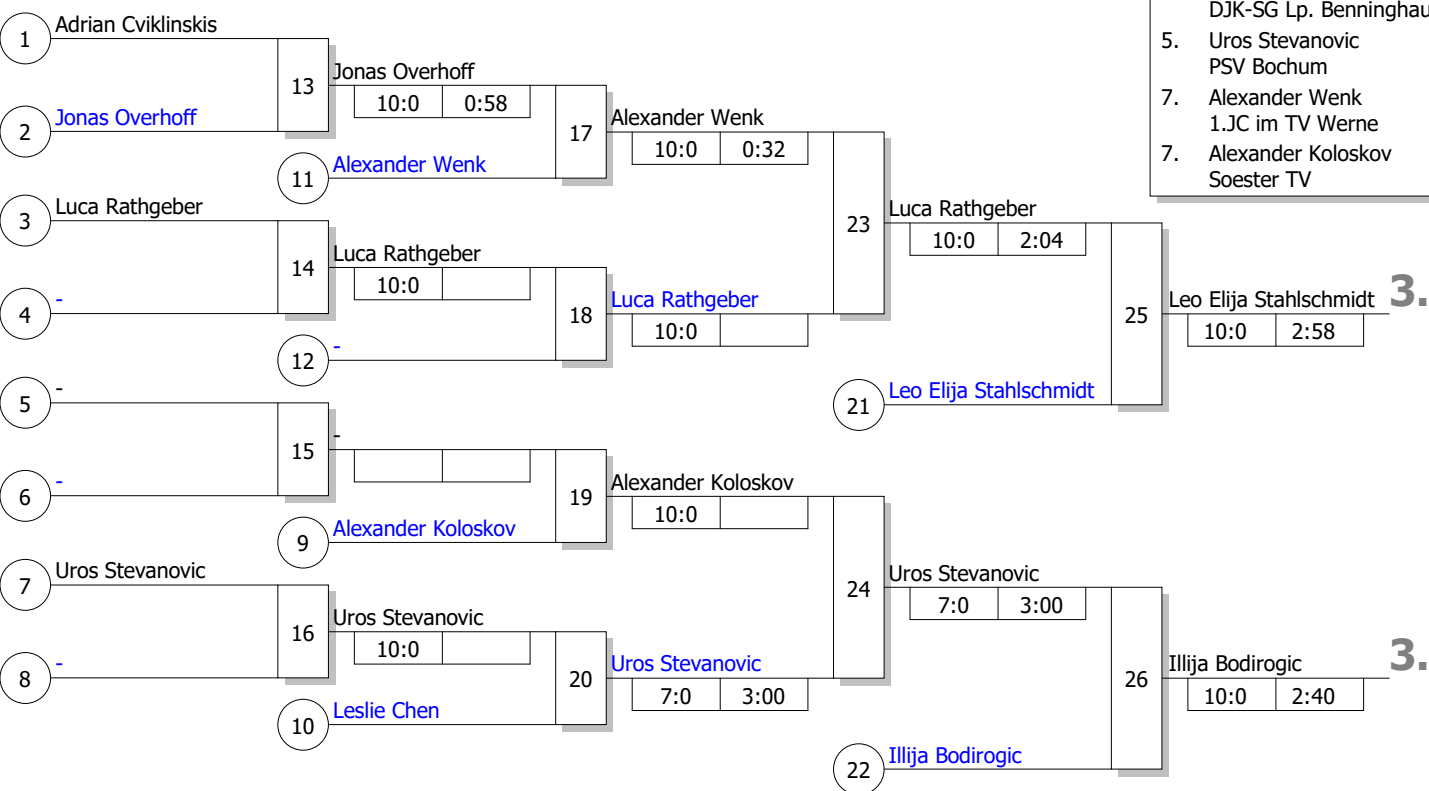 DJK-SG Lp. Benninghau
5. Uros Stevanovic
PSV Bochum
7. Alexander Wenk
1.JC im TV Werne
7. Alexander Koloskov
Soester TV
1 Adrian Cviklinskis
13 Jonas Overhoff
10:0 0:58
2 Jonas Overhoff
17 Alexander Wenk
10:0 0:32
11 Alexander Wenk
3 Luca Rathgeber
14 Luca Rathgeber
10:0
4 -
23 Luca Rathgeber
10:0 2:04
18 Luca Rathgeber
10:0
12 -
25 Leo Elija Stahlschmidt 3.
10:0 2:58
21 Leo Elija Stahlschmidt
5 -
15 -
6 -
19 Alexander Koloskov
10:0
9 Alexander Koloskov
7 Uros Stevanovic
16 Uros Stevanovic
10:0
8 -
24 Uros Stevanovic
7:0 3:00
20 Uros Stevanovic
7:0 3:00
10 Leslie Chen
26 Illija Bodirogic 3.
10:0 2:40
22 Illija Bodirogic